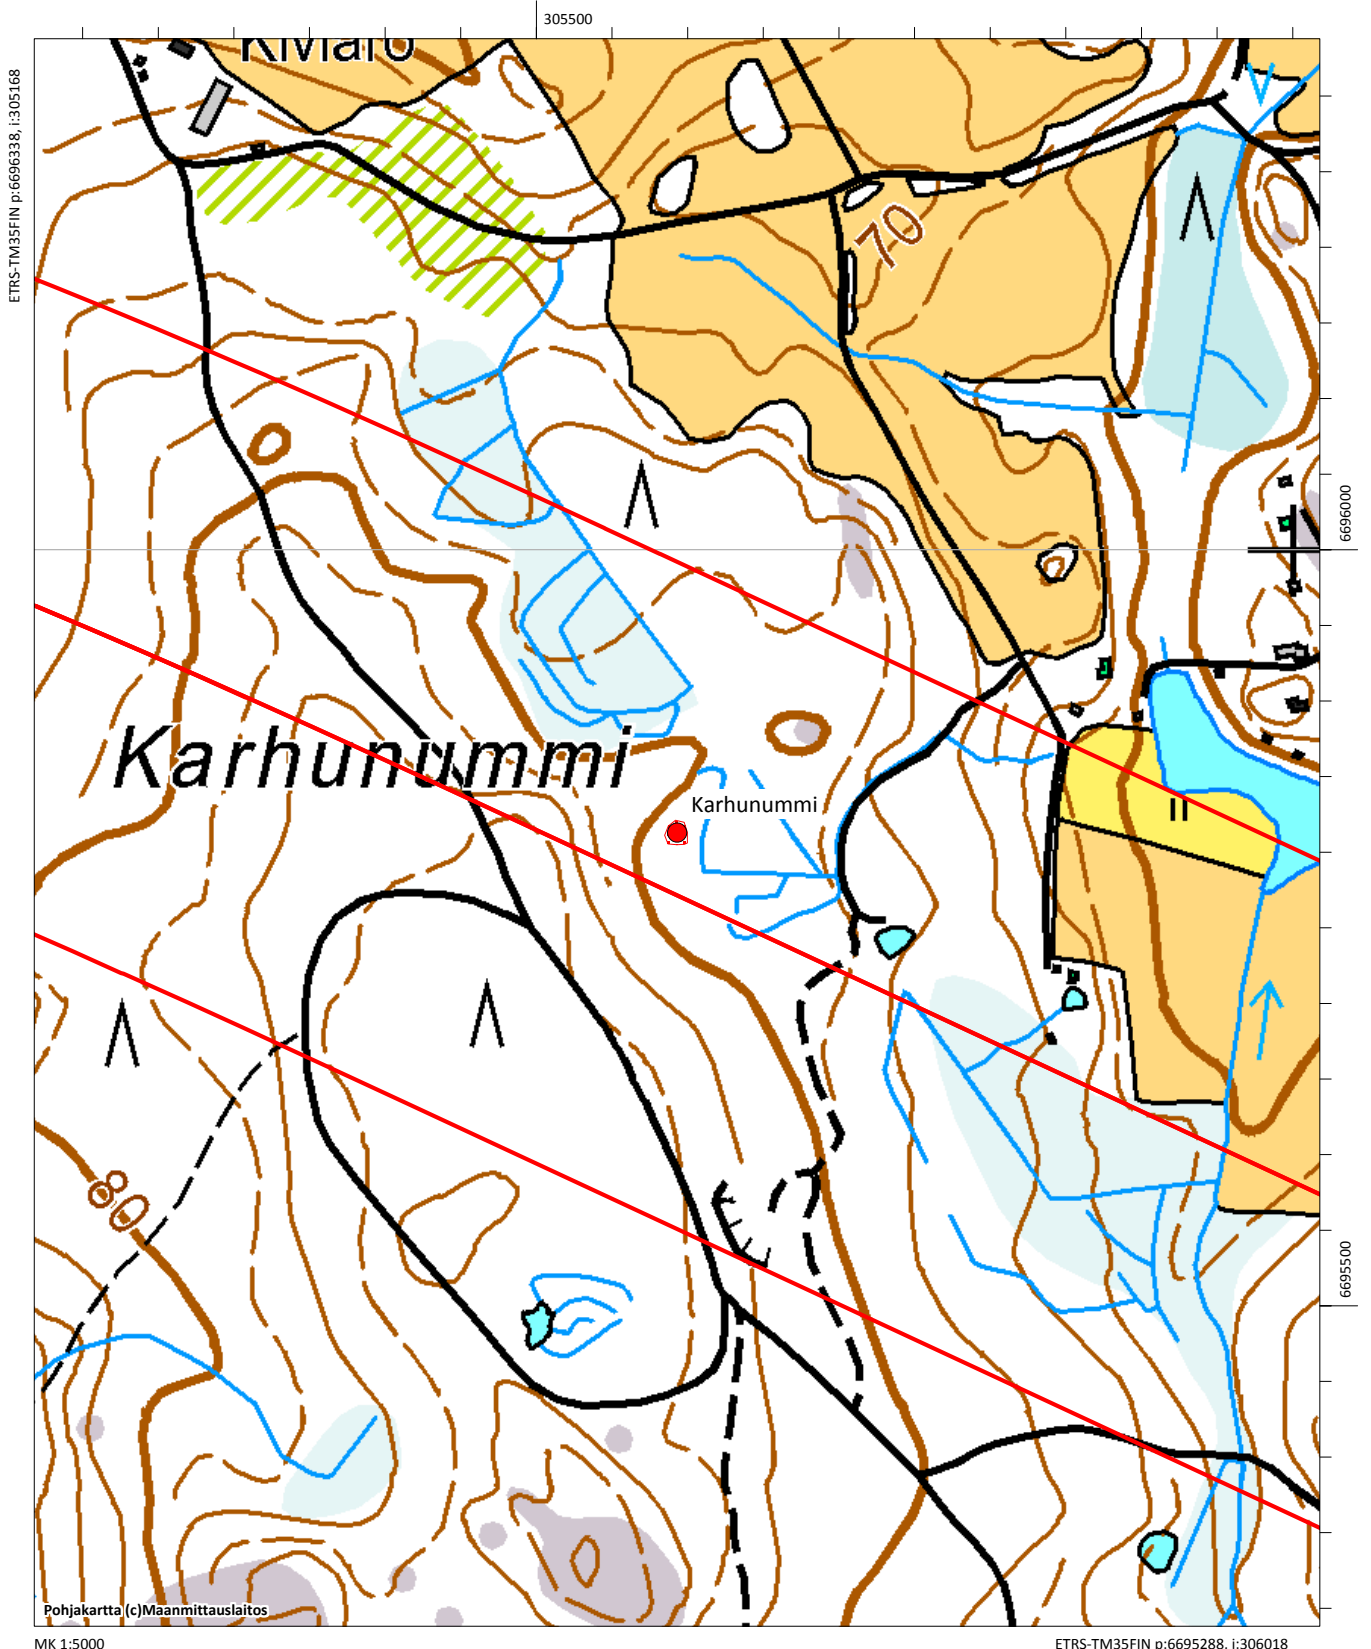 305500
ETRS-TM35FIN p:6696338, i:305168
70
6696000
Karhunummi
Karhunummi
II
80
6695500
Pohjakartta (c)Maanmittauslaitos
MK 1:5000
ETRS-TM35FIN p:6695288, i:306018